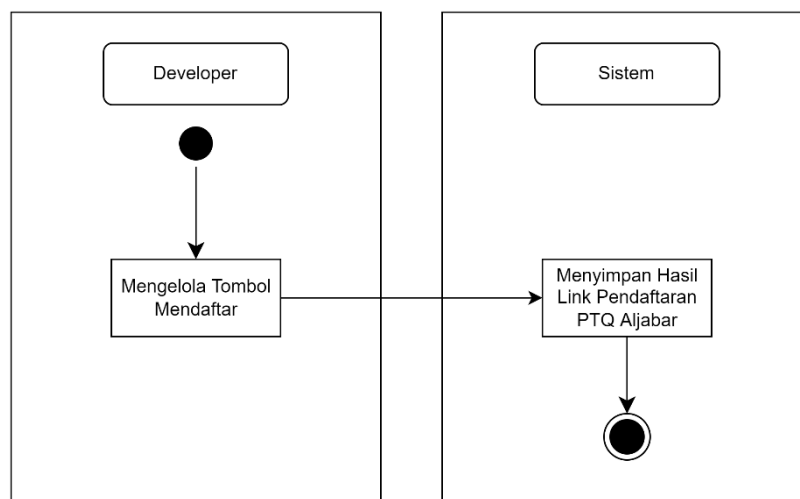 Developer
Sistem
Mengelola Tombol
Mendaftar
Menyimpan Hasil
Link Pendaftaran
PTQ Aljabar